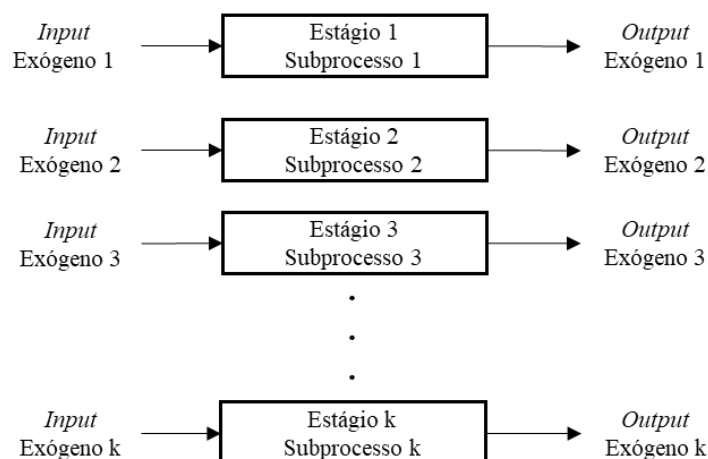 Input
Exógeno 1
Estágio 1
Subprocesso 1
Output
Exógeno 1
Input
Exógeno 2
Estágio 2
Subprocesso 2
Output
Exógeno 2
Input
Exógeno 3
Estágio 3
Subprocesso 3
Output
Exógeno 3
Input
Exógeno k
Estágio k
Subprocesso k
Output
Exógeno k